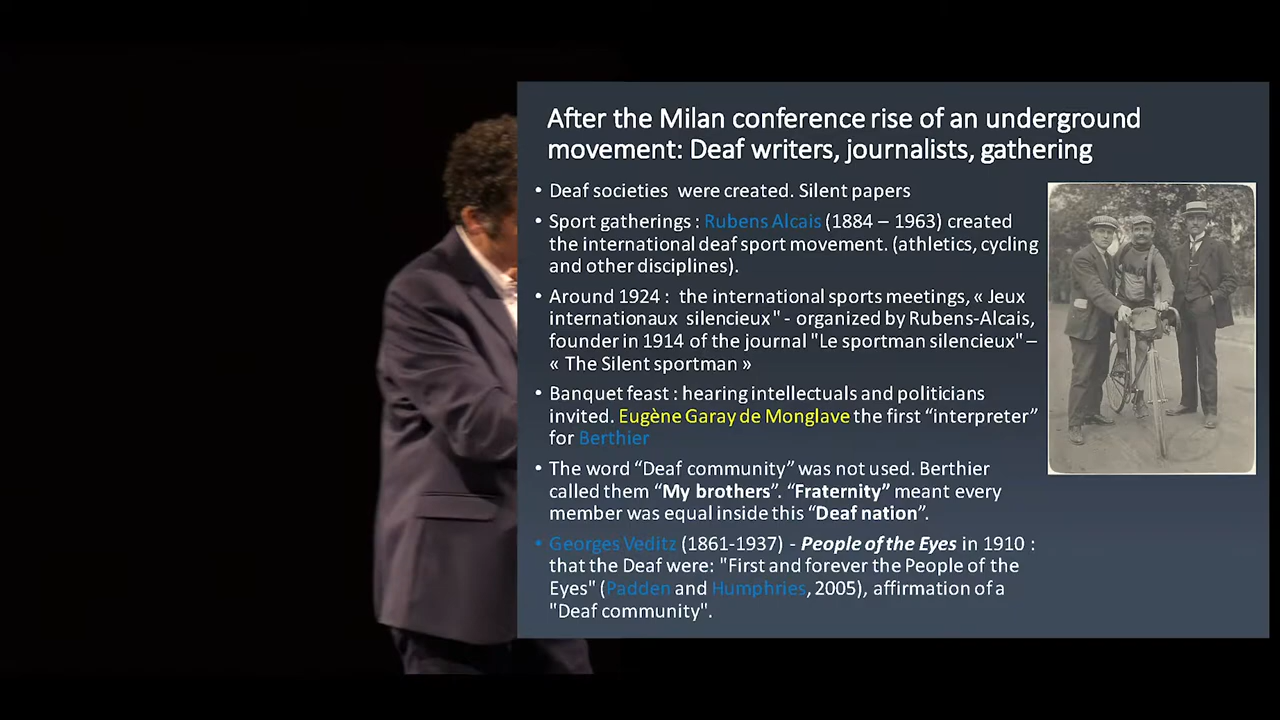 After the Milan conference rise of an underground
movement: Deaf writers, journalists, gathering
• Deaf societies were created. Silent papers
• Sport gatherings : Rubens Alcais (1884 – 1963) created
the international deaf sport movement. (athletics, cycling
and other disciplines).
• Around 1924 : the international sports meetings, « Jeux
internationaux silencieux" - organized by Rubens-Alcais,
founder in 1914 of the journal "Le sportman silencieux" –
« The Silent sportman »
• Banquet feast : hearing intellectuals and politicians
invited. Eugène Garay de Monglave the first “interpreter”
for Berthier
• The word “Deaf community” was not used. Berthier
called them “My brothers”. “Fraternity” meant every
member was equal inside this “Deaf nation”.
• Georges Veditz (1861-1937) - People of the Eyes in 1910 :
that the Deaf were: "First and forever the People of the
Eyes" (Padden and Humphries, 2005), affirmation of a
"Deaf community".